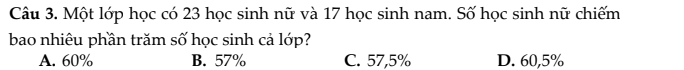 Câu 3. Một lớp học có 23 học sinh nữ và 17 học sinh nam. Số học sinh nữ chiếm
bao nhiêu phần trăm số học sinh cả lớp?
A. 60% B. 57% C. 57,5% D. 60,5%